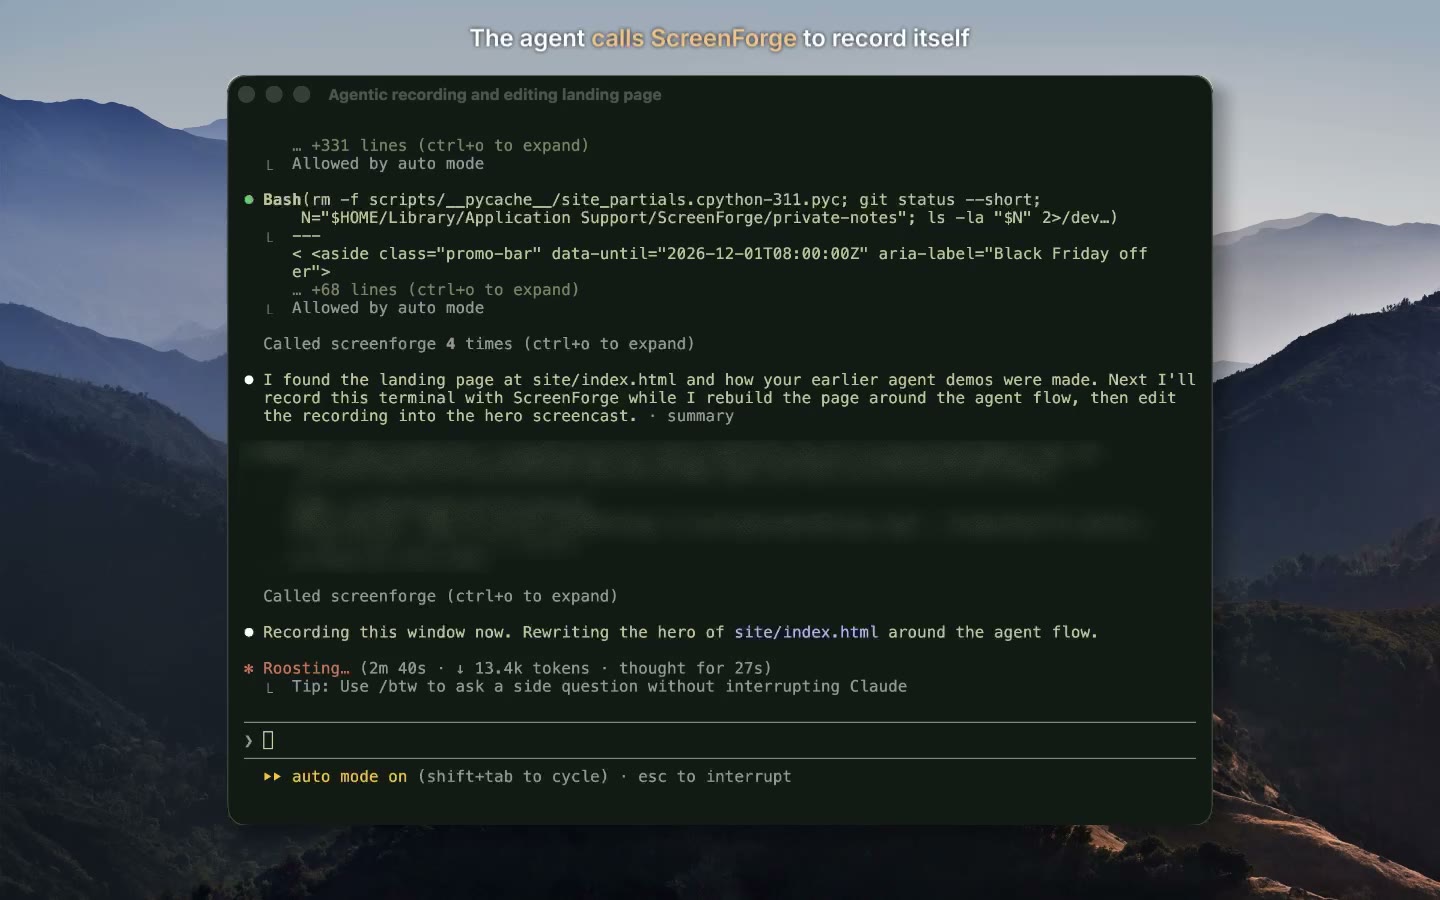 The agent calls ScreenForge to record itself
Agentic recording and editing landing page
… +331 lines (ctrl+o to expand)
└ Allowed by auto mode
● Bash(rm -f scripts/__pycache__/site_partials.cpython-311.pyc; git status --short;
N="$HOME/Library/Application Support/ScreenForge/private-notes"; ls -la "$N" 2>/dev…)
└ ---
< <aside class="promo-bar" data-until="2026-12-01T08:00:00Z" aria-label="Black Friday off
er">
… +68 lines (ctrl+o to expand)
└ Allowed by auto mode
Called screenforge 4 times (ctrl+o to expand)
● I found the landing page at site/index.html and how your earlier agent demos were made. Next I'll
record this terminal with ScreenForge while I rebuild the page around the agent flow, then edit
the recording into the hero screencast. · summary
Called screenforge (ctrl+o to expand)
● Recording this window now. Rewriting the hero of site/index.html around the agent flow.
✻ Roosting… (2m 40s · ↓ 13.4k tokens · thought for 27s)
└ Tip: Use /btw to ask a side question without interrupting Claude
❯
⏵⏵ auto mode on (shift+tab to cycle) · esc to interrupt